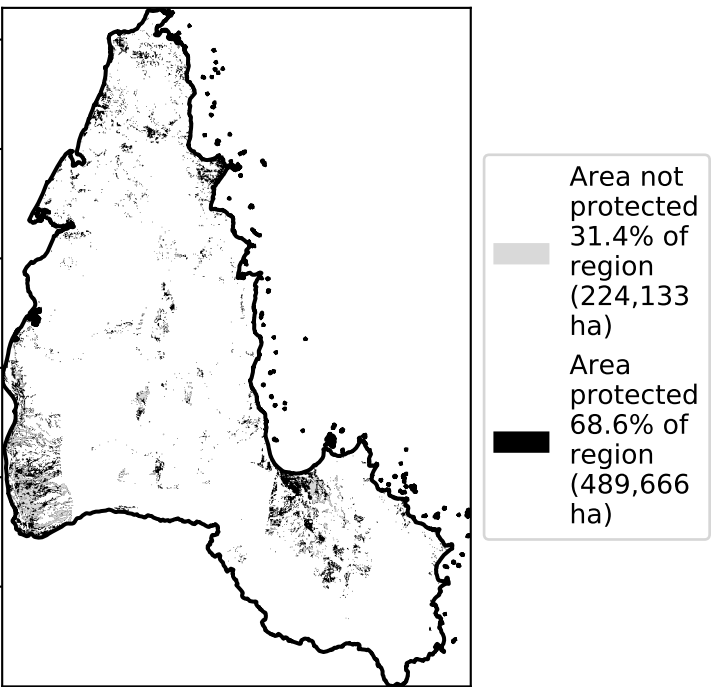 Area not
protected
31.4% of
region
(224,133
ha)
Area
protected
68.6% of
region
(489,666
ha)